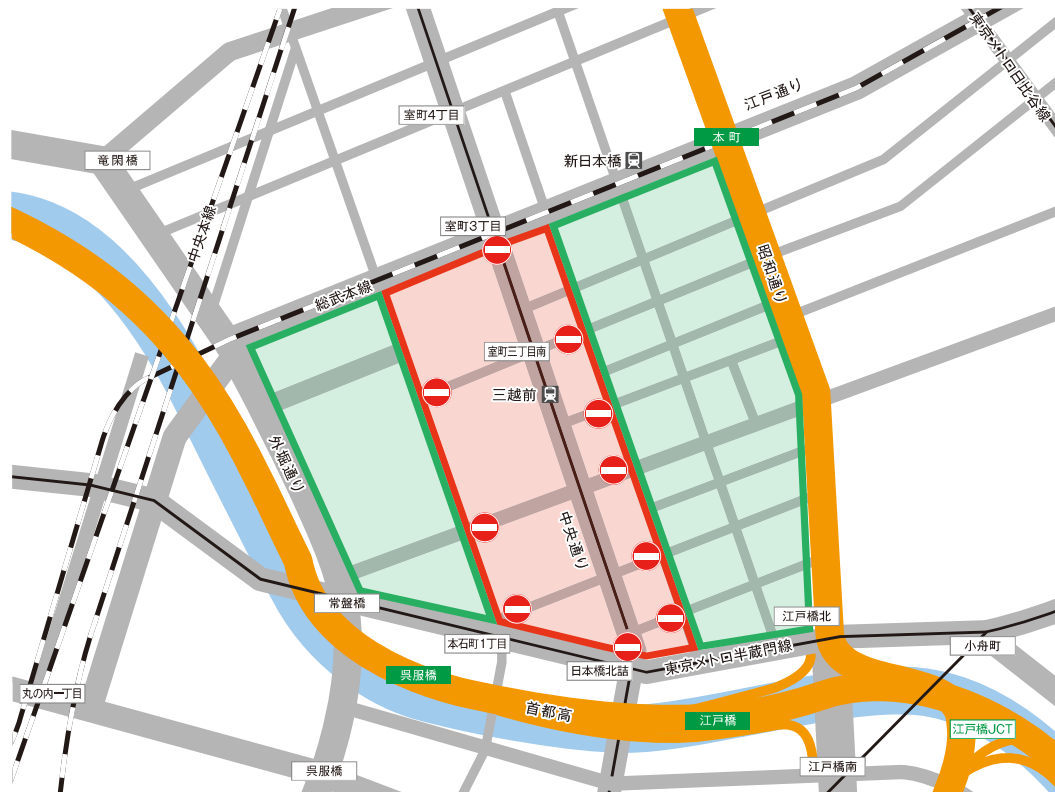 東京メトロ日比谷線
江戸通り
室町4丁目
本町
竜閑橋
新日本橋
中央本線
室町3丁目
昭和通り
総武本線
室町三丁目南
三越前
外堀通り
中央通り
常盤橋
江戸橋北
本石町1丁目
小舟町
日本橋北詰
東京メトロ半蔵門線
呉服橋
丸の内一丁目
首都高
江戸橋
江戸橋JCT
呉服橋
江戸橋南